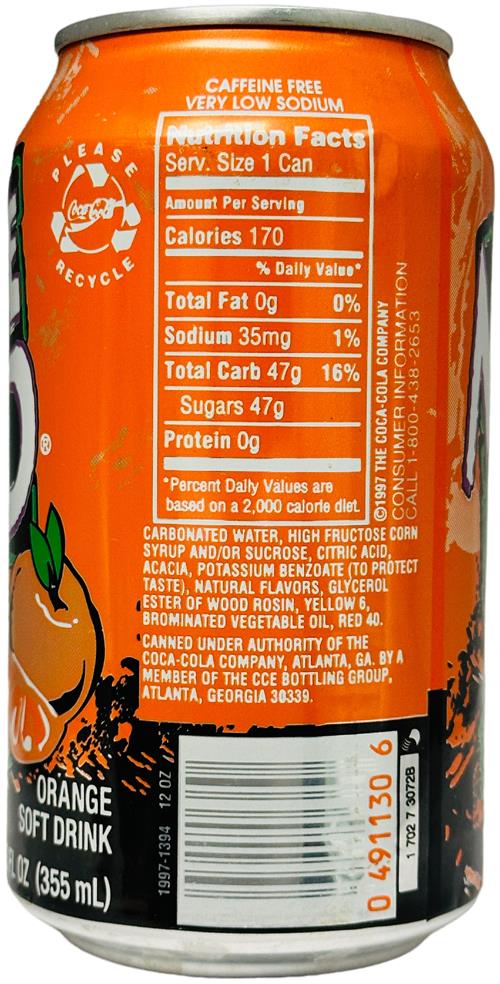 CAFFEINE FREE
VERY LOW SODIUM
PLEASE
Coca-Cola
RECYCLE
Nutrition Facts
Serv. Size 1 Can
Amount Per Serving
Calories 170
% Daily Value*
Total Fat 0g 0%
Sodium 35mg 1%
Total Carb 47g 16%
Sugars 47g
Protein 0g
*Percent Daily Values are
based on a 2,000 calorie diet.
©1997 THE COCA-COLA COMPANY
CONSUMER INFORMATION
CALL 1-800-438-2653
®
CARBONATED WATER, HIGH FRUCTOSE CORN
SYRUP AND/OR SUCROSE, CITRIC ACID,
ACACIA, POTASSIUM BENZOATE (TO PROTECT
TASTE), NATURAL FLAVORS, GLYCEROL
ESTER OF WOOD ROSIN, YELLOW 6,
BROMINATED VEGETABLE OIL, RED 40.
CANNED UNDER AUTHORITY OF THE
COCA-COLA COMPANY, ATLANTA, GA. BY A
MEMBER OF THE CCE BOTTLING GROUP,
ATLANTA, GEORGIA 30339.
ORANGE
SOFT DRINK
FL OZ (355 mL)
1997-1394 12 OZ
0 491130 6
1 702 7 3072B